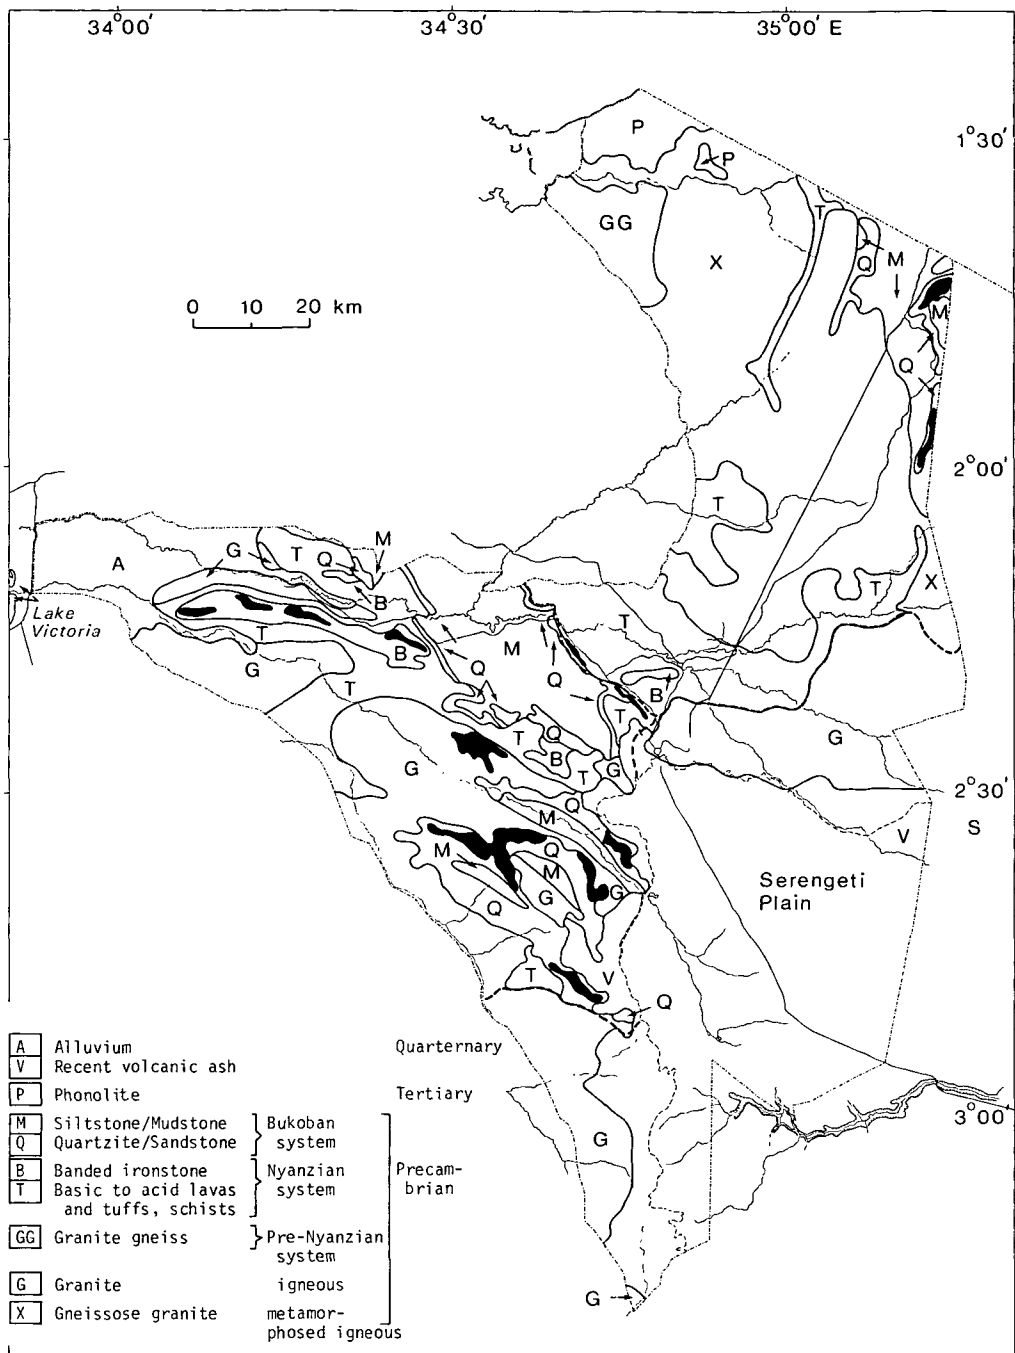 34°00' 34°30' 35°00' E
1°30'
P
P
GG
T
X
Q M
0 10 20 km
M
Q
2°00'
T
M
G T Q
A
B
T X
Lake
Victoria
T
T
B
M
G
Q
Q
T
B
T
Q
T
G
G
B
T
G
2°30'
Q
M
S
V
M
Q
M
G
G
Serengeti
Plain
Q
T
V
Q
A Alluvium Quarternary
V Recent volcanic ash
P Phonolite Tertiary
3°00'
M Siltstone/Mudstone Bukoban
Q Quartzite/Sandstone system
G
B Banded ironstone Nyanzian Precam-
T Basic to acid lavas system brian
and tuffs, schists
GG Granite gneiss Pre-Nyanzian
system
G Granite igneous
G
X Gneissose granite metamor-
phosed igneous